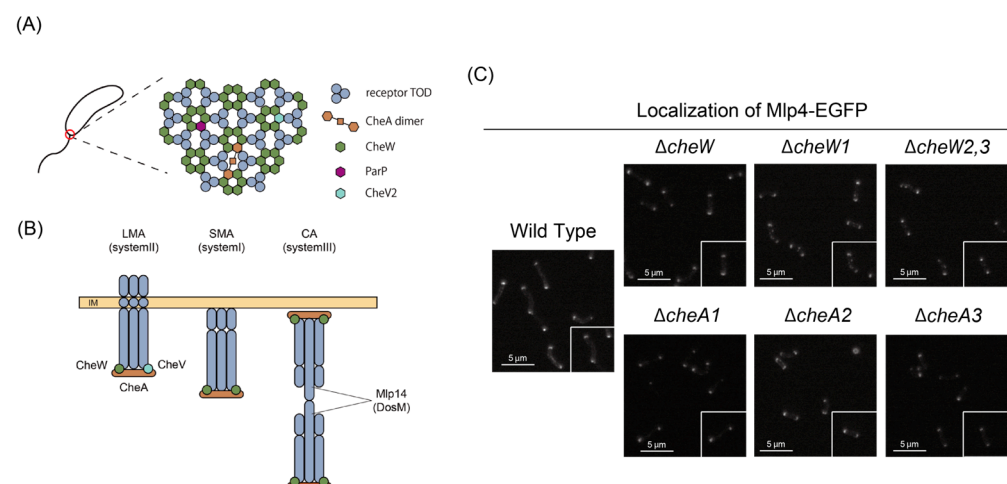 (A)
receptor TOD
CheA dimer
CheW
ParP
CheV2
(B)
LMA
(systemII)
SMA
(systemI)
CA
(systemIII)
IM
CheW
CheV
CheA
Mlp14
(DosM)
(C)
Localization of Mlp4-EGFP
Wild Type
5 μm
ΔcheW
5 μm
ΔcheW1
5 μm
ΔcheW2,3
5 μm
ΔcheA1
5 μm
ΔcheA2
5 μm
ΔcheA3
5 μm